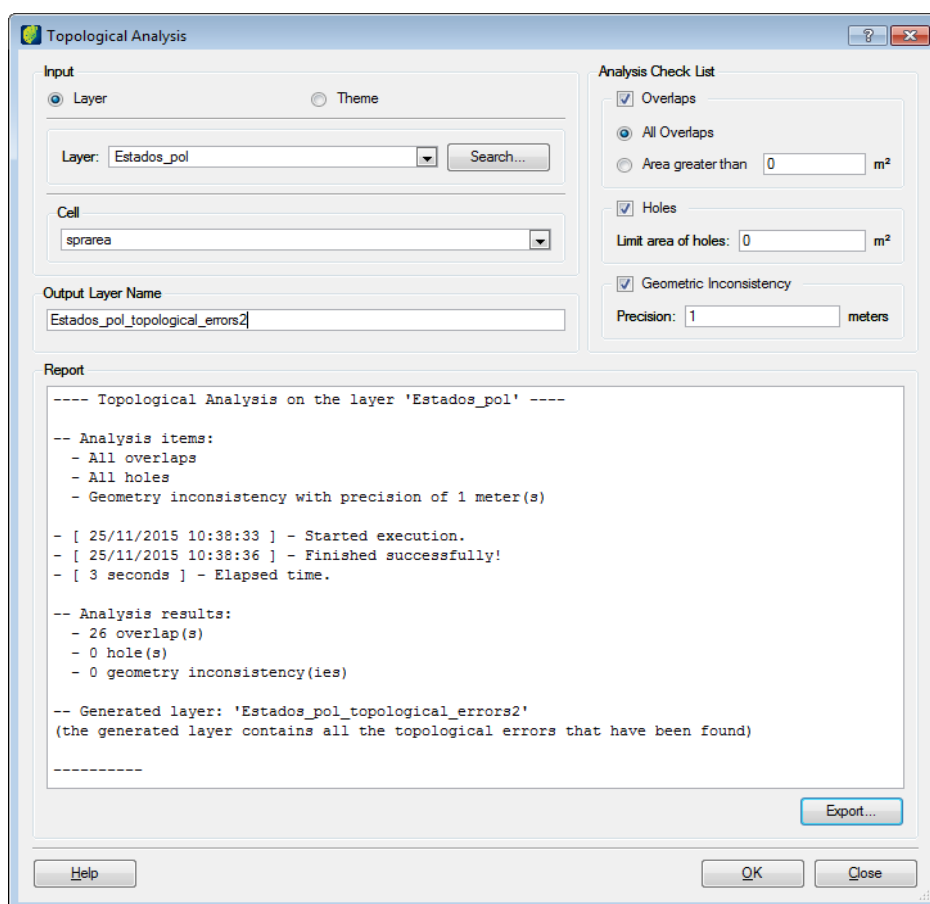 Topological Analysis
Input
Layer
Theme
Layer: Estados_pol Search...
Cell
sprarea
Output Layer Name
Estados_pol_topological_errors2
Analysis Check List
Overlaps
All Overlaps
Area greater than 0 m²
Holes
Limit area of holes: 0 m²
Geometric Inconsistency
Precision: 1 meters
Report
---- Topological Analysis on the layer 'Estados_pol' ----
-- Analysis items:
- All overlaps
- All holes
- Geometry inconsistency with precision of 1 meter(s)
- [ 25/11/2015 10:38:33 ] - Started execution.
- [ 25/11/2015 10:38:36 ] - Finished successfully!
- [ 3 seconds ] - Elapsed time.
-- Analysis results:
- 26 overlap(s)
- 0 hole(s)
- 0 geometry inconsistency(ies)
-- Generated layer: 'Estados_pol_topological_errors2'
(the generated layer contains all the topological errors that have been found)
----------
Export...
Help
OK
Close